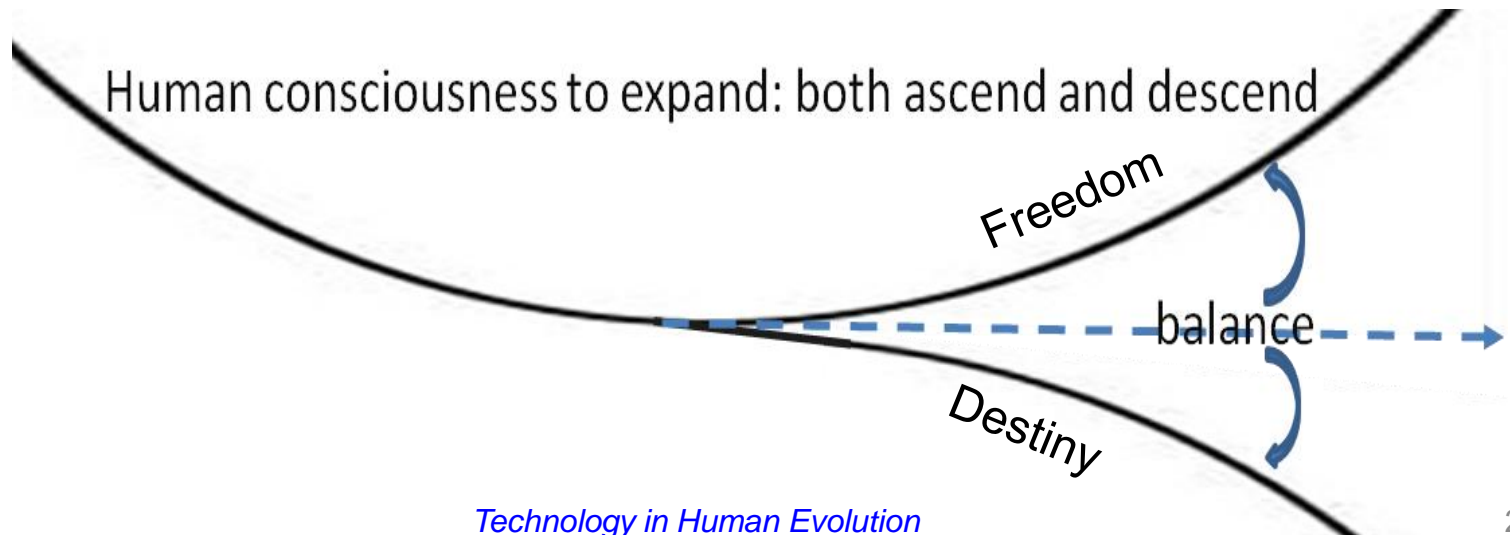 Human consciousness to expand: both ascend and descend
Freedom
balance
Destiny
Technology in Human Evolution